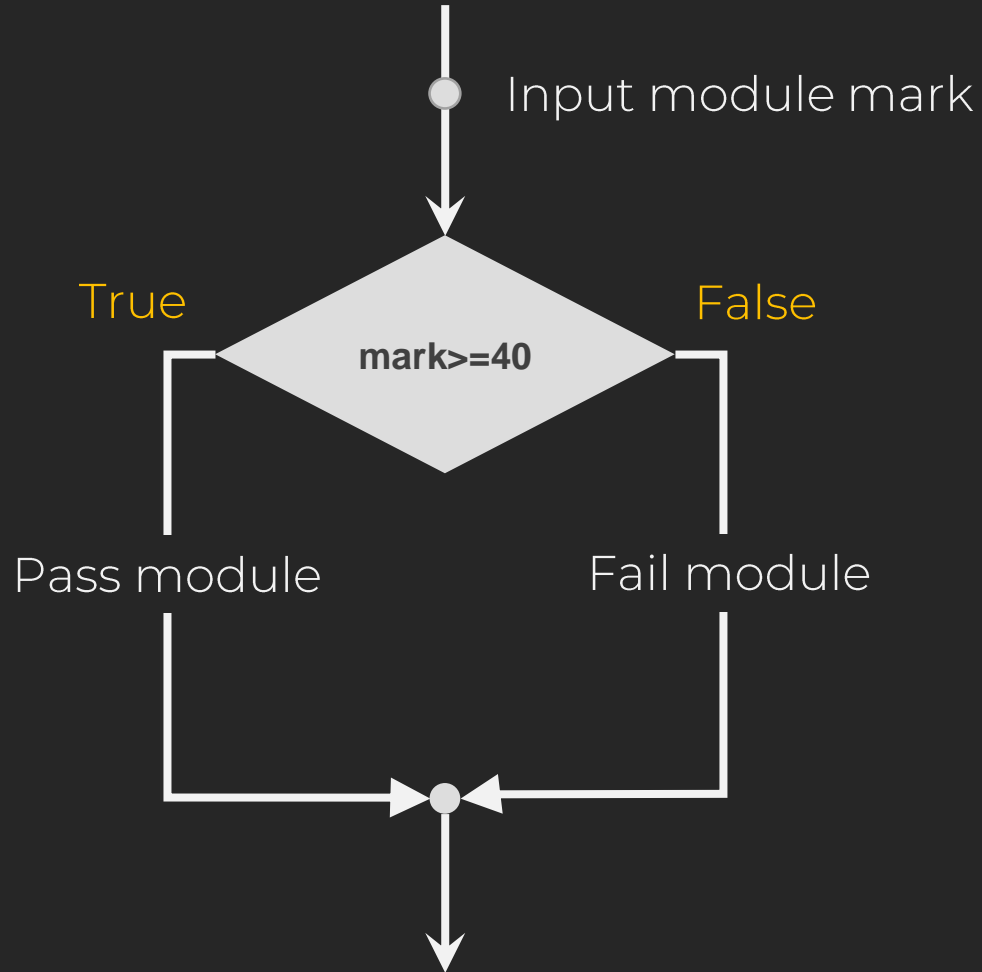 Input module mark
True
False
mark>=40
Pass module
Fail module